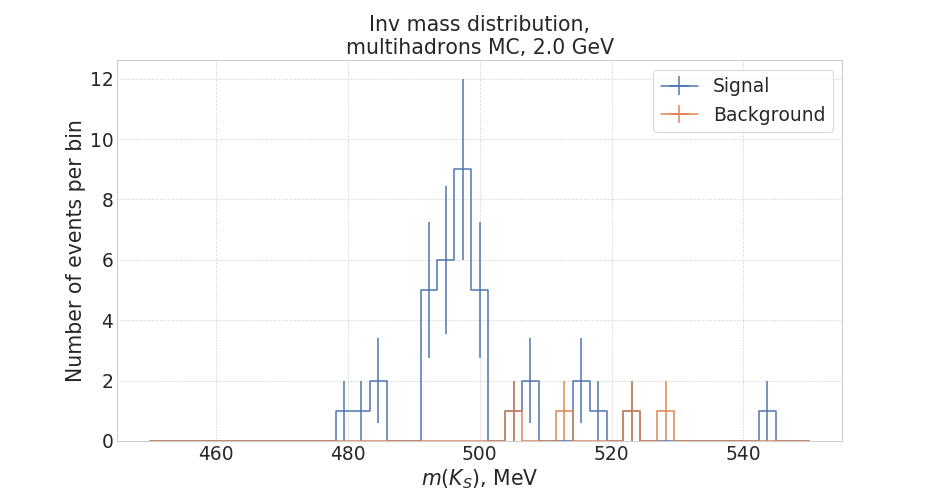 Inv mass distribution,
multihadrons MC, 2.0 GeV
Number of events per bin
12
10
8
6
4
2
0
Signal
Background
460 480 500 520 540
m(K_S), MeV